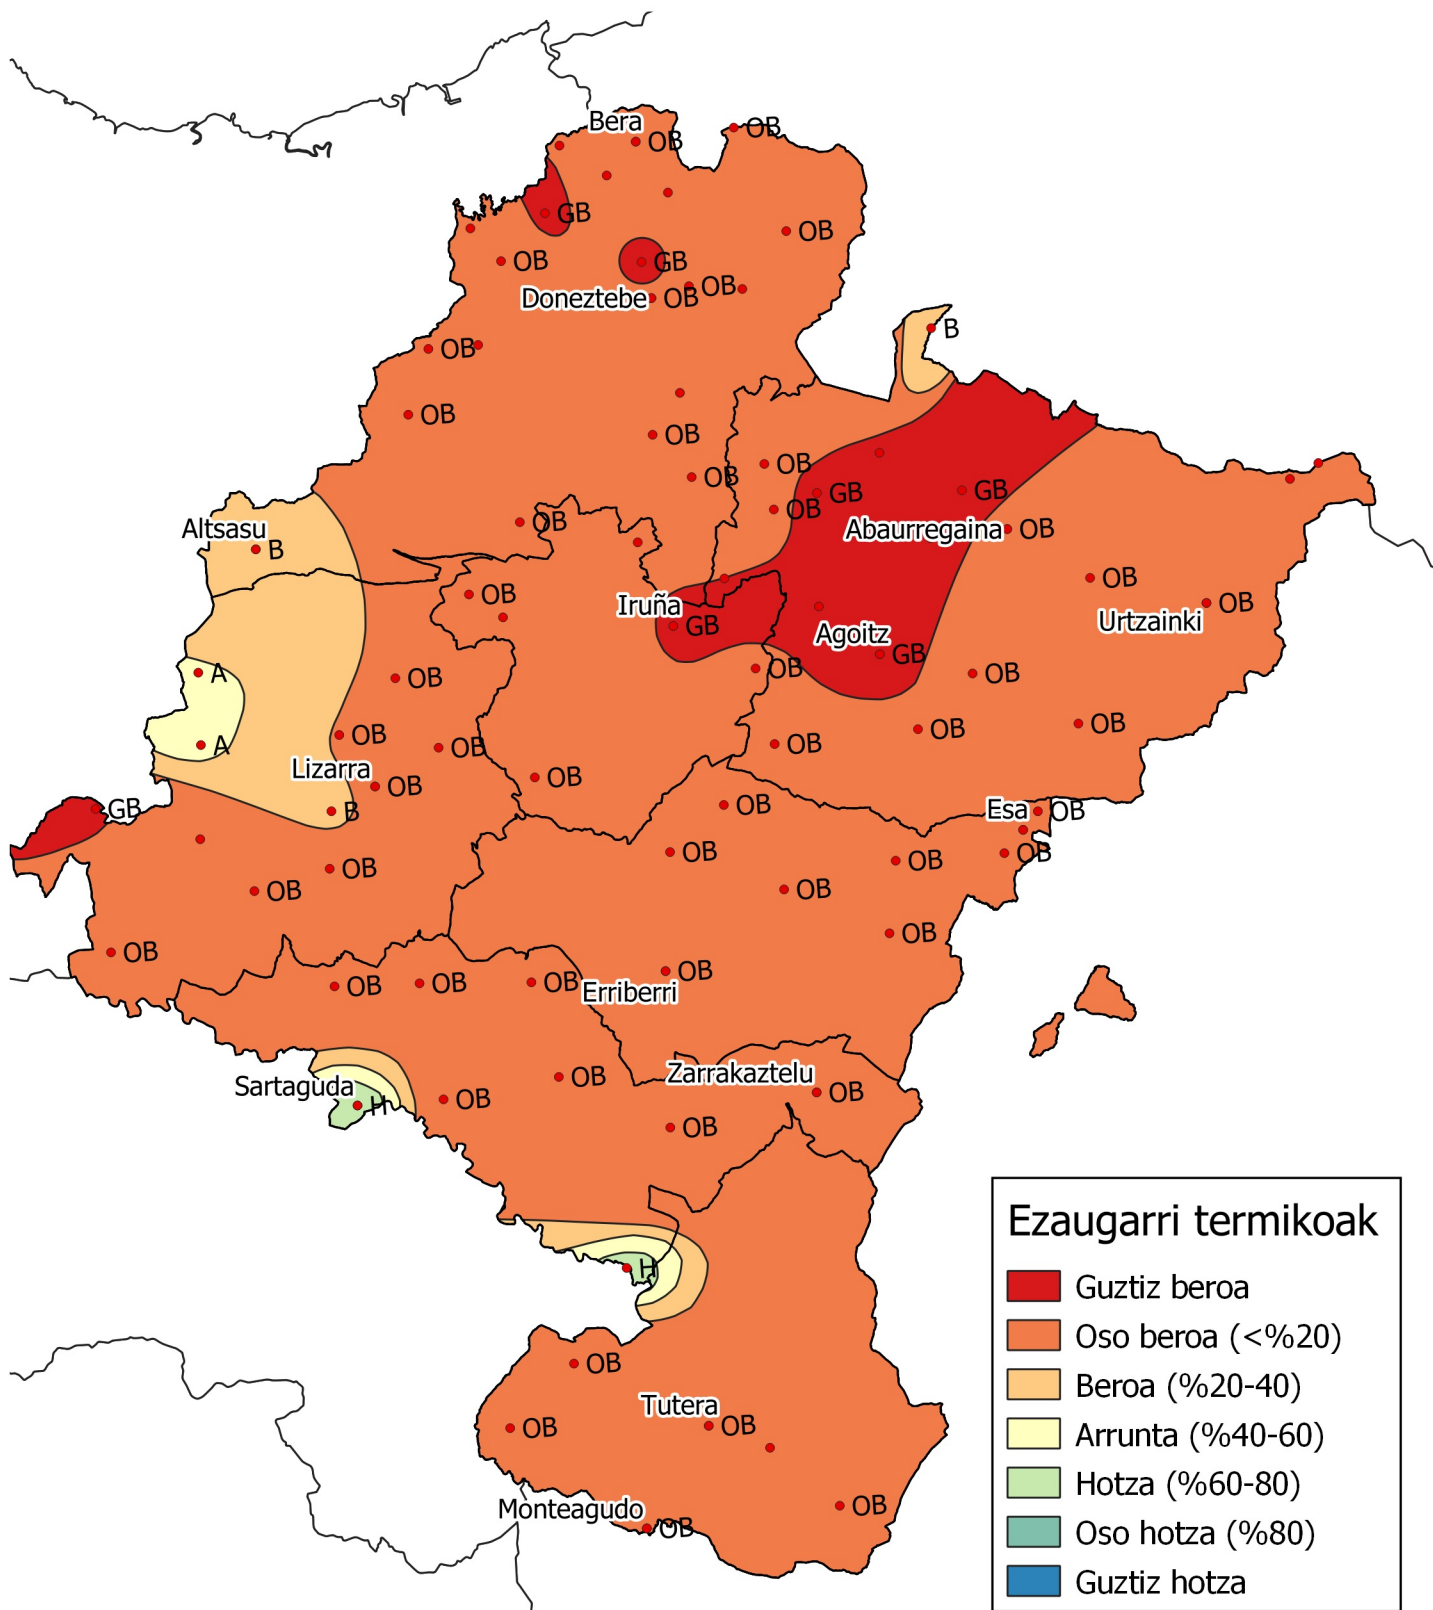 Bera
OB
OB
GB
OB
OB
GB
Doneztebe
OB
OB
B
OB
OB
OB
OB
OB
GB
GB
OB
OB
Altsasu
B
Abaurregaina
OB
OB
OB
Iruña
GB
OB
Urtzainki
Agoitz
GB
OB
A
OB
OB
A
OB
OB
OB
OB
OB
Lizarra
OB
OB
B
GB
OB
Esa
OB
OB
OB
OB
OB
OB
OB
OB
OB
OB
OB
OB
OB
Erriberri
Sartaguda
H
OB
OB
Zarrakaztelu
OB
OB
H
OB
OB
Tutera
OB
Monteagudo
OB
OB
Ezaugarri termikoak
Guztiz beroa
Oso beroa (<%20)
Beroa (%20-40)
Arrunta (%40-60)
Hotza (%60-80)
Oso hotza (%80)
Guztiz hotza